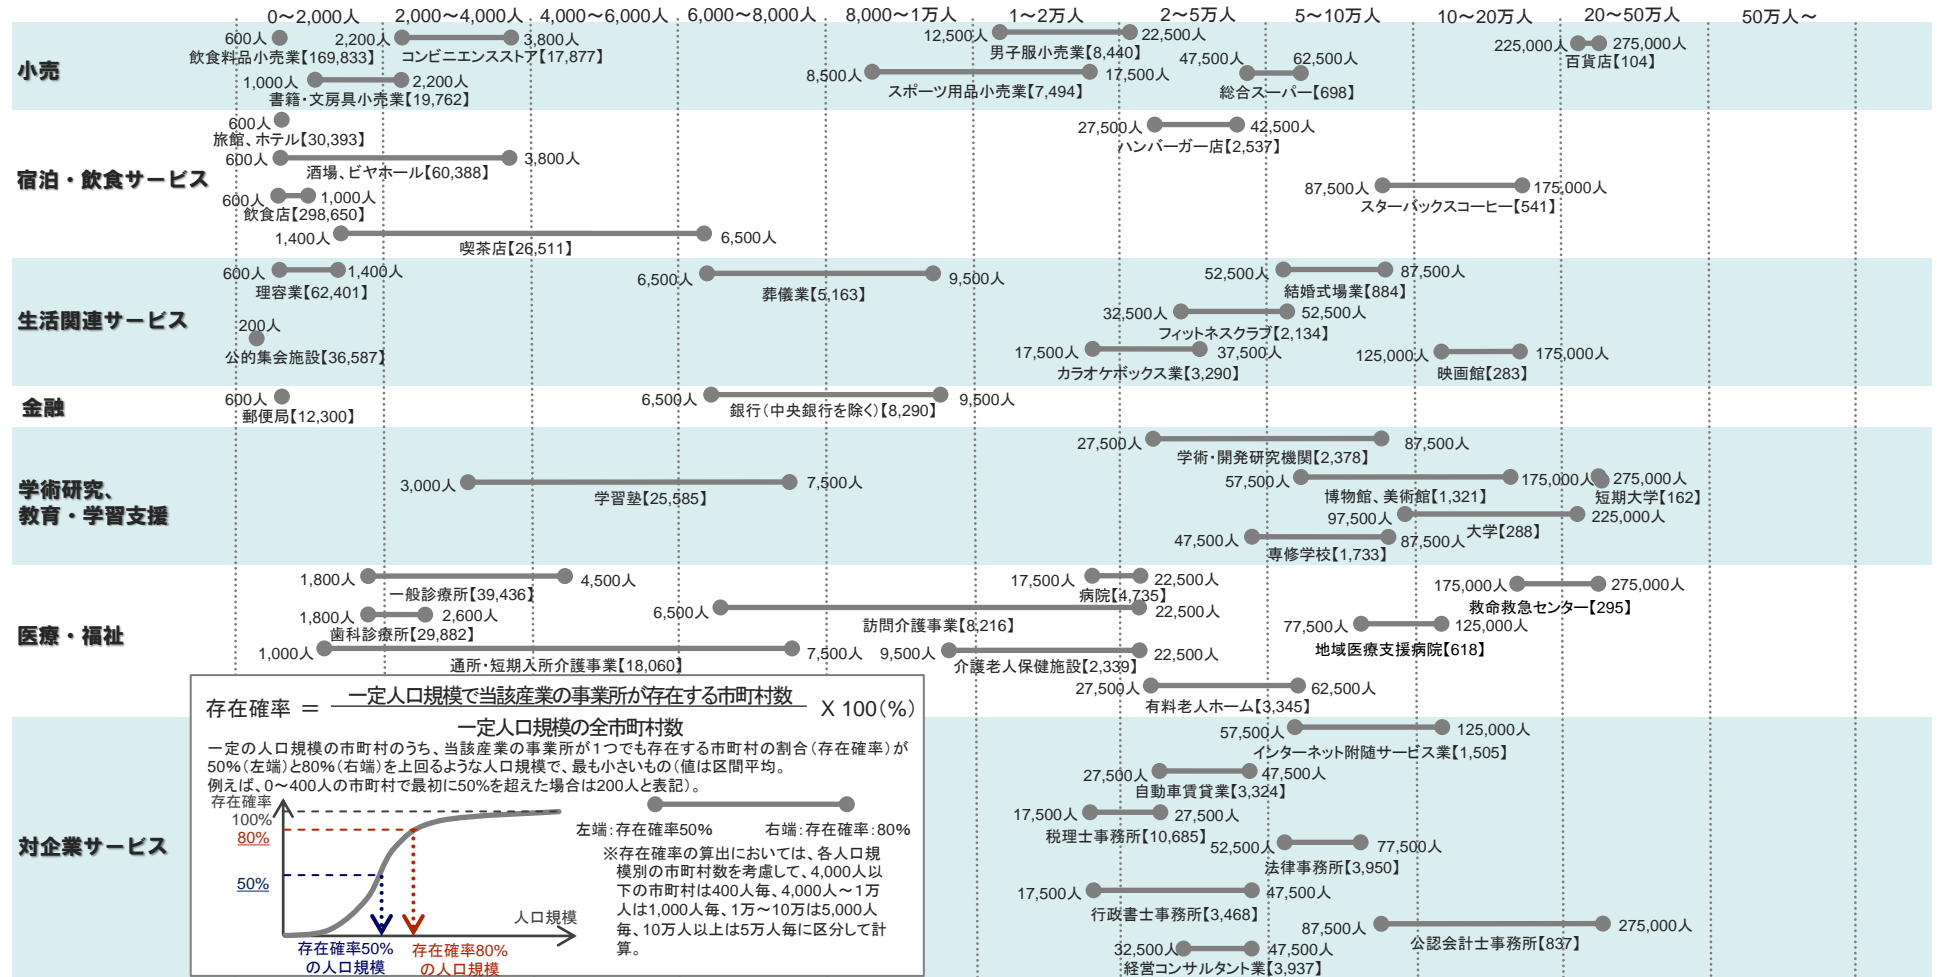 0～2,000人
2,000～4,000人
4,000～6,000人
6,000～8,000人
8,000～1万人
1～2万人
2～5万人
5～10万人
10～20万人
20～50万人
50万人～
小売
600人
飲食料品小売業【169,833】
2,200人 3,800人
コンビニエンスストア【17,877】
12,500人 22,500人
男子服小売業【8,440】
225,000人 275,000人
百貨店【104】
1,000人 2,200人
書籍・文房具小売業【19,762】
8,500人 17,500人
スポーツ用品小売業【7,494】
47,500人 62,500人
総合スーパー【698】
宿泊・飲食サービス
600人
旅館、ホテル【30,393】
27,500人 42,500人
ハンバーガー店【2,537】
600人 3,800人
酒場、ビヤホール【60,388】
87,500人 175,000人
スターバックスコーヒー【541】
600人 1,000人
飲食店【298,650】
1,400人 6,500人
喫茶店【26,511】
生活関連サービス
600人 1,400人
理容業【62,401】
6,500人 9,500人
葬儀業【5,163】
52,500人 87,500人
結婚式場業【884】
32,500人 52,500人
フィットネスクラブ【2,134】
200人
公的集会施設【36,587】
17,500人 37,500人
カラオケボックス業【3,290】
125,000人 175,000人
映画館【283】
金融
600人
郵便局【12,300】
6,500人 9,500人
銀行（中央銀行を除く）【8,290】
学術研究、
教育・学習支援
27,500人 87,500人
学術・開発研究機関【2,378】
3,000人 7,500人
学習塾【25,585】
57,500人 175,000人
博物館、美術館【1,321】
275,000人
短期大学【162】
97,500人 225,000人
大学【288】
47,500人 87,500人
専修学校【1,733】
医療・福祉
1,800人 4,500人
一般診療所【39,436】
17,500人 22,500人
病院【4,735】
175,000人 275,000人
救命救急センター【295】
1,800人 2,600人
歯科診療所【29,882】
6,500人 22,500人
訪問介護事業【8,216】
77,500人 125,000人
地域医療支援病院【618】
1,000人 7,500人
通所・短期入所介護事業【18,060】
9,500人 22,500人
介護老人保健施設【2,339】
27,500人 62,500人
有料老人ホーム【3,345】
対企業サービス
57,500人 125,000人
インターネット附随サービス業【1,505】
27,500人 47,500人
自動車賃貸業【3,324】
17,500人 27,500人
税理士事務所【10,685】
52,500人 77,500人
法律事務所【3,950】
17,500人 47,500人
行政書士事務所【3,468】
87,500人 275,000人
公認会計士事務所【837】
32,500人 47,500人
経営コンサルタント業【3,937】
一定人口規模で当該産業の事業所が存在する市町村数
存在確率 ＝ X 100（%）
一定人口規模の全市町村数
一定の人口規模の市町村のうち、当該産業の事業所が１つでも存在する市町村の割合（存在確率）が
50%（左端）と80%（右端）を上回るような人口規模で、最も小さいもの（値は区間平均。
例えば、0～400人の市町村で最初に50%を超えた場合は200人と表記）。
存在確率
100%
80%
50%
人口規模
存在確率50%
の人口規模
存在確率80%
の人口規模
左端：存在確率50% 右端：存在確率：80%
※存在確率の算出においては、各人口規
模別の市町村数を考慮して、4,000人以
下の市町村は400人毎、4,000人～1万
人は1,000人毎、1万～10万は5,000人
毎、10万人以上は5万人毎に区分して計
算。